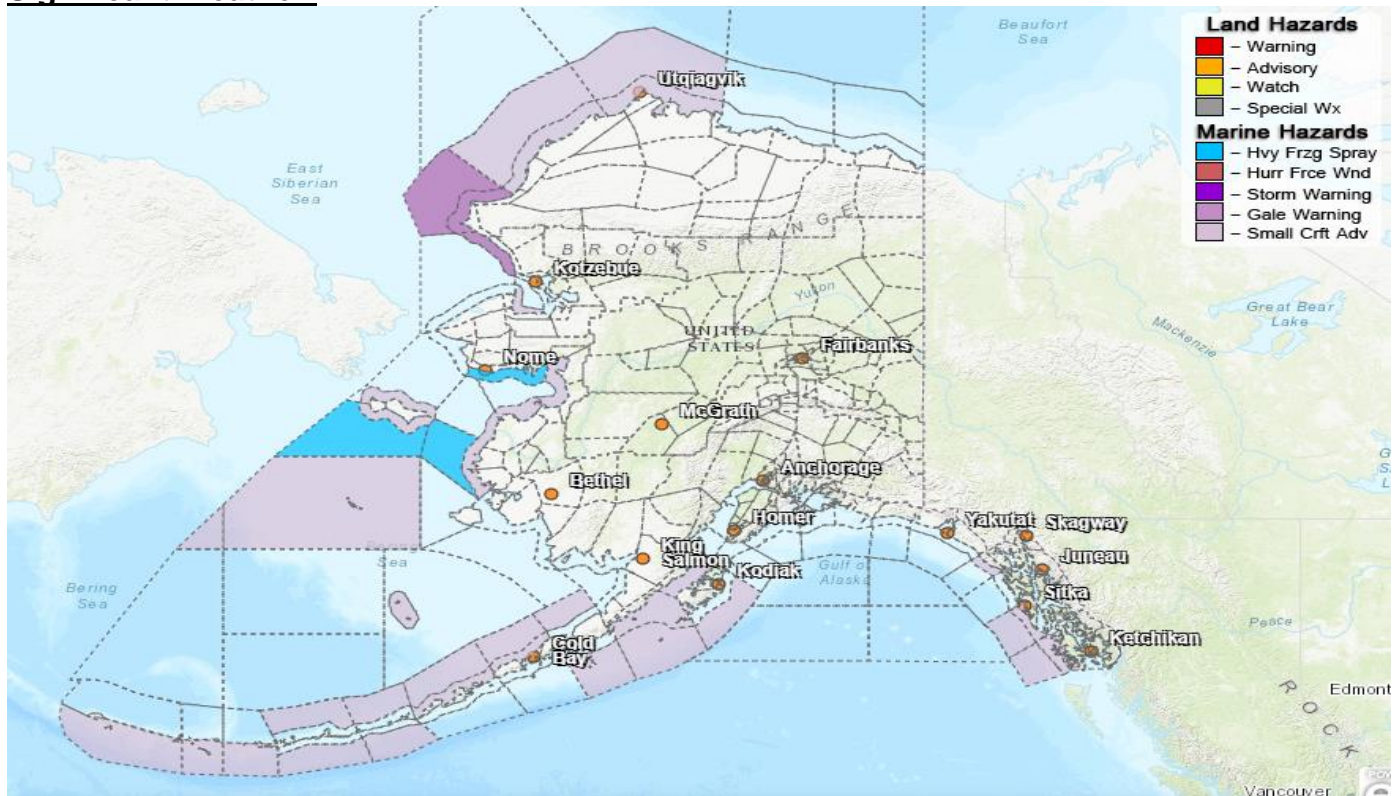 Beaufort
Sea
Land Hazards
– Warning
– Advisory
– Watch
– Special Wx
Marine Hazards
– Hvy Frzg Spray
– Hurr Frce Wnd
– Storm Warning
– Gale Warning
– Small Crft Adv
Utqiagvik
East
Siberian
Sea
BROOKS RANGE
Kotzebue
Yukon
Great Bear
Lake
Mackenzie
UNITED
STATES
Fairbanks
Nome
McGrath
Anchorage
Bethel
Homer
Yakutat
Skagway
King
Salmon
Juneau
Bering
Sea
Kodiak
Gulf of
Alaska
Sitka
Bering
Sea
Peace
Cold
Bay
Ketchikan
ROCK
Edmont
Vancouver